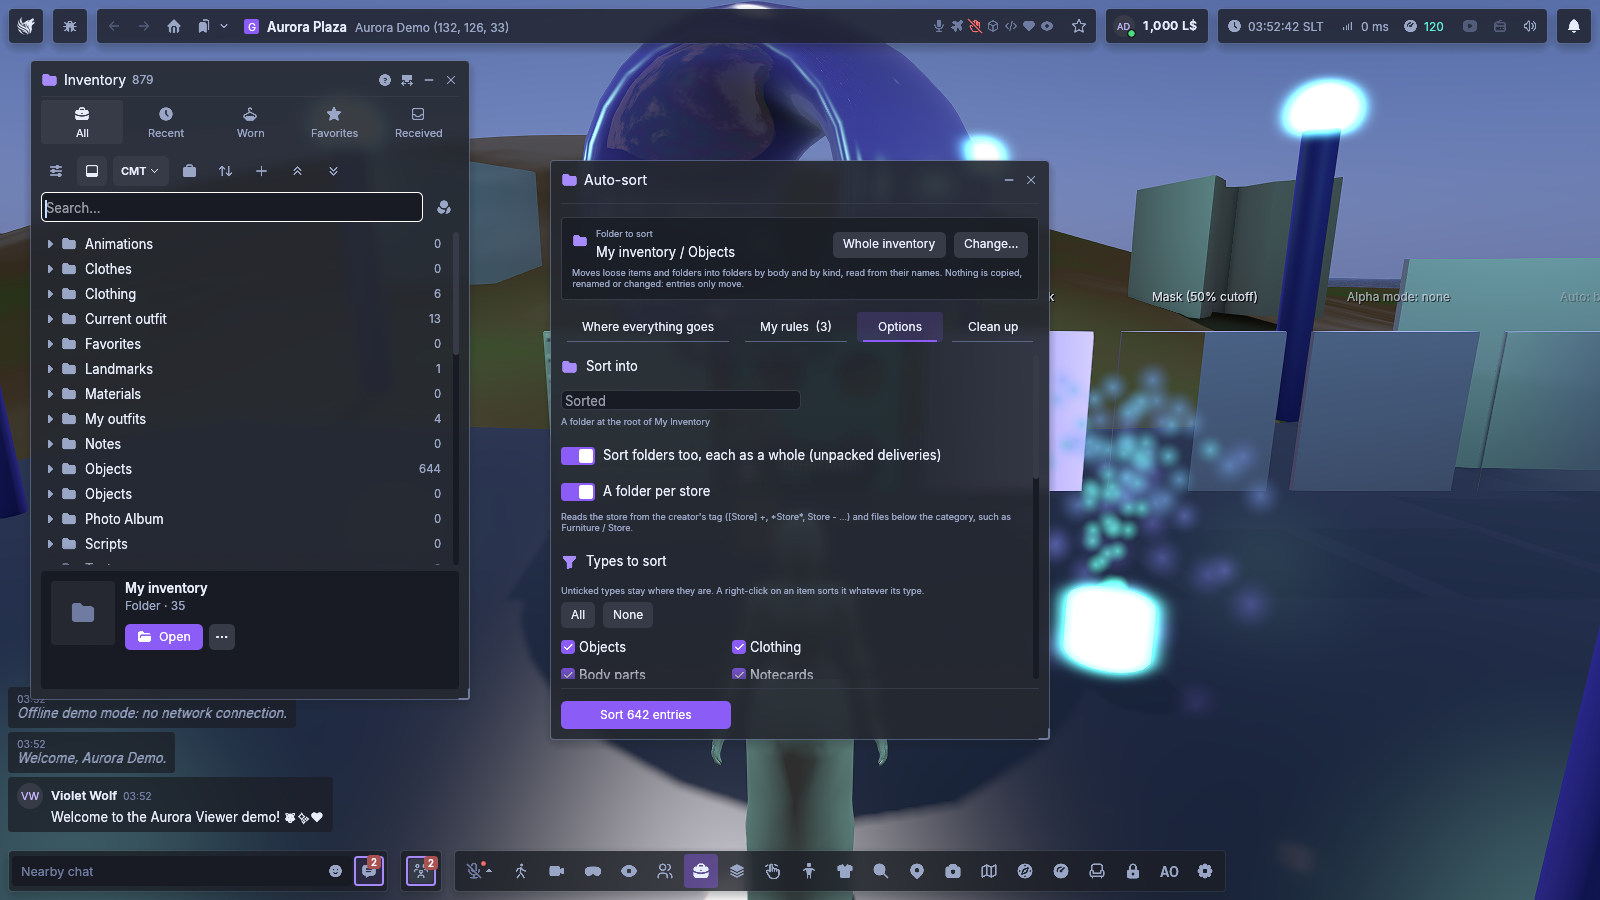 Aurora Plaza Aurora Demo (132, 126, 33)
AD 1,000 L$
03:52:42 SLT 0 ms 120
Inventory 879
All Recent Worn Favorites Received
CMT
Search...
Animations 0
Clothes 0
Clothing 6
Current outfit 13
Favorites 0
Landmarks 1
Materials 0
My outfits 4
Notes 0
Objects 644
Objects 0
Photo Album 0
Scripts 0
My inventory
Folder · 35
Open
Auto-sort
Folder to sort
My inventory / Objects
Whole inventory Change...
Moves loose items and folders into folders by body and by kind, read from their names. Nothing is copied,
renamed or changed: entries only move.
Where everything goes My rules (3) Options Clean up
Sort into
Sorted
A folder at the root of My Inventory
Sort folders too, each as a whole (unpacked deliveries)
A folder per store
Reads the store from the creator's tag ([Store] +, *Store*, Store - ...) and files below the category, such as
Furniture / Store.
Types to sort
Unticked types stay where they are. A right-click on an item sorts it whatever its type.
All None
Objects Clothing
Body parts Notecards
Sort 642 entries
k Mask (50% cutoff) Alpha mode: none Auto: b
03:52
Offline demo mode: no network connection.
03:52
Welcome, Aurora Demo.
VW Violet Wolf 03:52
Welcome to the Aurora Viewer demo!
Nearby chat
2
2
AO